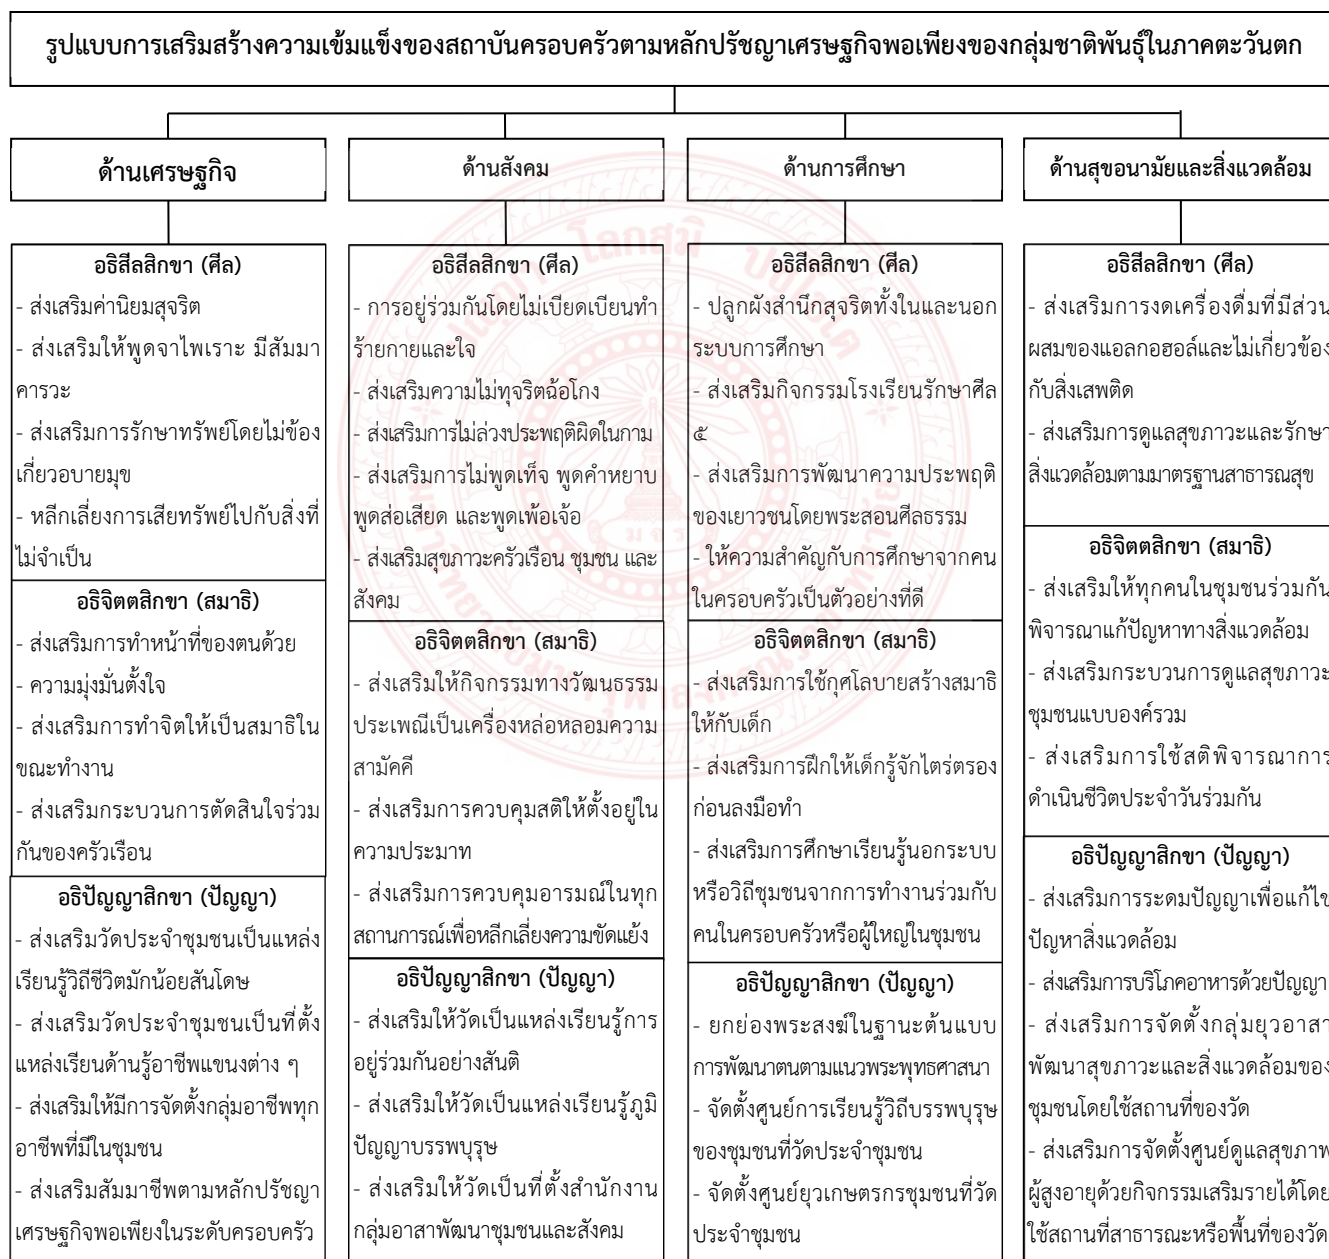 รูปแบบการเสริมสร้างความเข้มแข็งของสถาบันครอบครัวตามหลักปรัชญาเศรษฐกิจพอเพียงของกลุ่มชาติพันธุ์ในภาคตะวันตก
ด้านเศรษฐกิจ
อธิสีลสิกขา (ศีล)
- ส่งเสริมค่านิยมสุจริต
- ส่งเสริมให้พูดจาไพเราะ มีสัมมา
คารวะ
- ส่งเสริมการรักษาทรัพย์โดยไม่ข้อง
เกี่ยวอบายมุข
- หลีกเลี่ยงการเสียทรัพย์ไปกับสิ่งที่
ไม่จำเป็น
อธิจิตตสิกขา (สมาธิ)
- ส่งเสริมการทำหน้าที่ของตนด้วย
- ความมุ่งมั่นตั้งใจ
- ส่งเสริมการทำจิตให้เป็นสมาธิใน
ขณะทำงาน
- ส่งเสริมกระบวนการตัดสินใจร่วม
กันของครัวเรือน
อธิปัญญาสิกขา (ปัญญา)
- ส่งเสริมวัดประจำชุมชนเป็นแหล่ง
เรียนรู้วิถีชีวิตมักน้อยสันโดษ
- ส่งเสริมวัดประจำชุมชนเป็นที่ตั้ง
แหล่งเรียนด้านรู้อาชีพแขนงต่าง ๆ
- ส่งเสริมให้มีการจัดตั้งกลุ่มอาชีพทุก
อาชีพที่มีในชุมชน
- ส่งเสริมสัมมาชีพตามหลักปรัชญา
เศรษฐกิจพอเพียงในระดับครอบครัว
ด้านสังคม
อธิสีลสิกขา (ศีล)
- การอยู่ร่วมกันโดยไม่เบียดเบียนทำ
ร้ายกายและใจ
- ส่งเสริมความไม่ทุจริตฉ้อโกง
- ส่งเสริมการไม่ล่วงประพฤติผิดในกาม
- ส่งเสริมการไม่พูดเท็จ พูดคำหยาบ
พูดส่อเสียด และพูดเพ้อเจ้อ
- ส่งเสริมสุขภาวะครัวเรือน ชุมชน และ
สังคม
อธิจิตตสิกขา (สมาธิ)
- ส่งเสริมให้กิจกรรมทางวัฒนธรรม
ประเพณีเป็นเครื่องหล่อหลอมความ
สามัคคี
- ส่งเสริมการควบคุมสติให้ตั้งอยู่ใน
ความประมาท
- ส่งเสริมการควบคุมอารมณ์ในทุก
สถานการณ์เพื่อหลีกเลี่ยงความขัดแย้ง
อธิปัญญาสิกขา (ปัญญา)
- ส่งเสริมให้วัดเป็นแหล่งเรียนรู้การ
อยู่ร่วมกันอย่างสันติ
- ส่งเสริมให้วัดเป็นแหล่งเรียนรู้ภูมิ
ปัญญาบรรพบุรุษ
- ส่งเสริมให้วัดเป็นที่ตั้งสำนักงาน
กลุ่มอาสาพัฒนาชุมชนและสังคม
ด้านการศึกษา
อธิสีลสิกขา (ศีล)
- ปลูกฝังสำนึกสุจริตทั้งในและนอก
ระบบการศึกษา
- ส่งเสริมกิจกรรมโรงเรียนรักษาศีล
๕
- ส่งเสริมการพัฒนาความประพฤติ
ของเยาวชนโดยพระสอนศีลธรรม
- ให้ความสำคัญกับการศึกษาจากคน
ในครอบครัวเป็นตัวอย่างที่ดี
อธิจิตตสิกขา (สมาธิ)
- ส่งเสริมการใช้กุศโลบายสร้างสมาธิ
ให้กับเด็ก
- ส่งเสริมการฝึกให้เด็กรู้จักไตร่ตรอง
ก่อนลงมือทำ
- ส่งเสริมการศึกษาเรียนรู้นอกระบบ
หรือวิถีชุมชนจากการทำงานร่วมกับ
คนในครอบครัวหรือผู้ใหญ่ในชุมชน
อธิปัญญาสิกขา (ปัญญา)
- ยกย่องพระสงฆ์ในฐานะต้นแบบ
การพัฒนาตนตามแนวพระพุทธศาสนา
- จัดตั้งศูนย์การเรียนรู้วิถีบรรพบุรุษ
ของชุมชนที่วัดประจำชุมชน
- จัดตั้งศูนย์ยุวเกษตรกรชุมชนที่วัด
ประจำชุมชน
ด้านสุขอนามัยและสิ่งแวดล้อม
อธิสีลสิกขา (ศีล)
- ส่งเสริมการงดเครื่องดื่มที่มีส่วน
ผสมของแอลกอฮอล์และไม่เกี่ยวข้อง
กับสิ่งเสพติด
- ส่งเสริมการดูแลสุขภาวะและรักษา
สิ่งแวดล้อมตามมาตรฐานสาธารณสุข
อธิจิตตสิกขา (สมาธิ)
- ส่งเสริมให้ทุกคนในชุมชนร่วมกัน
พิจารณาแก้ปัญหาทางสิ่งแวดล้อม
- ส่งเสริมกระบวนการดูแลสุขภาวะ
ชุมชนแบบองค์รวม
- ส่งเสริมการใช้สติพิจารณาการ
ดำเนินชีวิตประจำวันร่วมกัน
อธิปัญญาสิกขา (ปัญญา)
- ส่งเสริมการระดมปัญญาเพื่อแก้ไข
ปัญหาสิ่งแวดล้อม
- ส่งเสริมการบริโภคอาหารด้วยปัญญา
- ส่งเสริมการจัดตั้งกลุ่มยุวอาสา
พัฒนาสุขภาวะและสิ่งแวดล้อมของ
ชุมชนโดยใช้สถานที่ของวัด
- ส่งเสริมการจัดตั้งศูนย์ดูแลสุขภาพ
ผู้สูงอายุด้วยกิจกรรมเสริมรายได้โดย
ใช้สถานที่สาธารณะหรือพื้นที่ของวัด